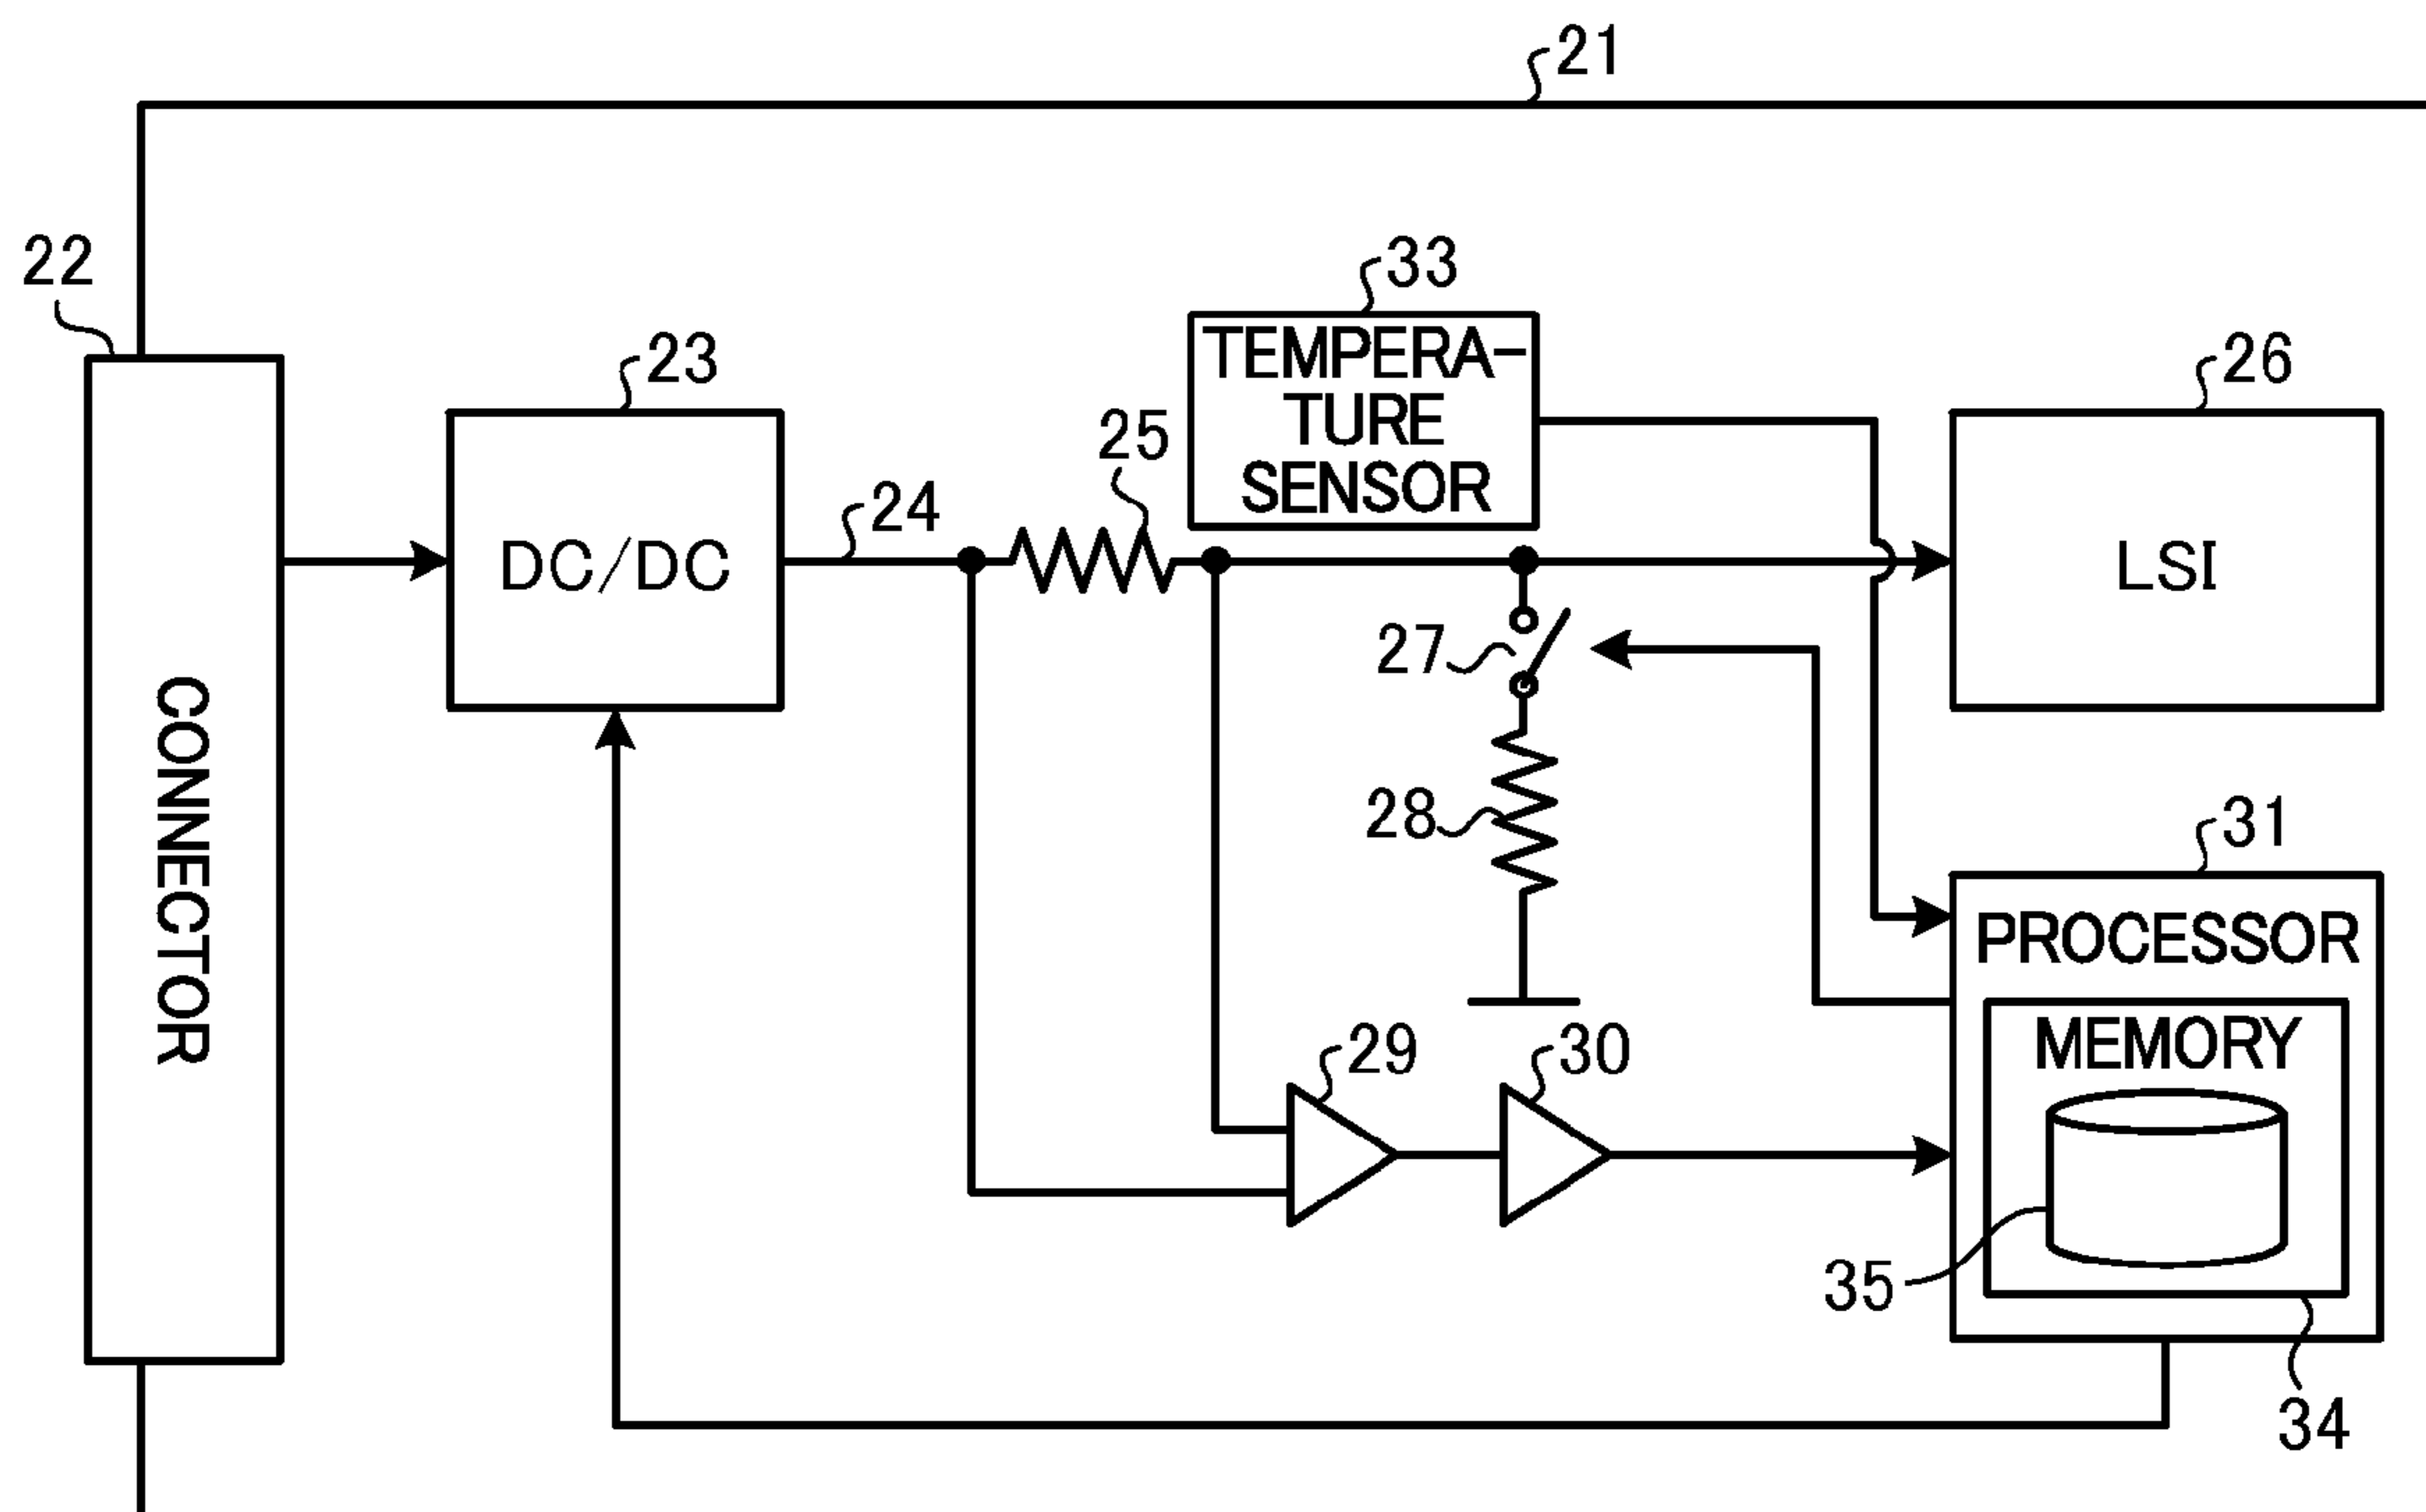 21
22
33
23
TEMPERA-
TURE
SENSOR
26
25
24
DC/DC
LSI
27
CONNECTOR
28
31
PROCESSOR
MEMORY
29
30
35
34